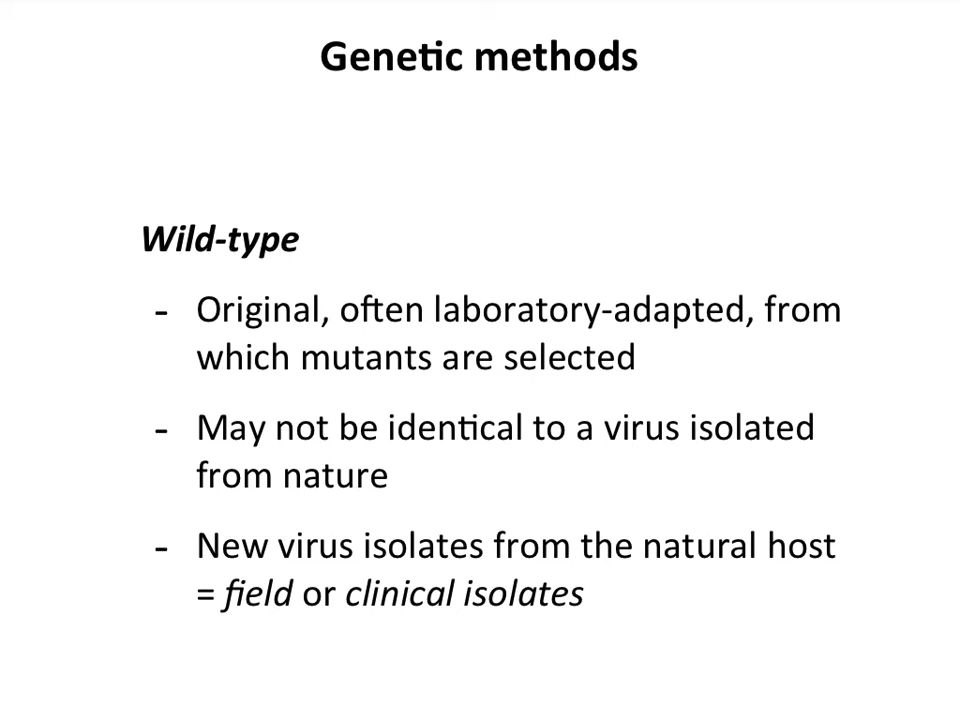 Genetic methods
Wild-type
- Original, often laboratory-adapted, from
which mutants are selected
- May not be identical to a virus isolated
from nature
- New virus isolates from the natural host
= field or clinical isolates